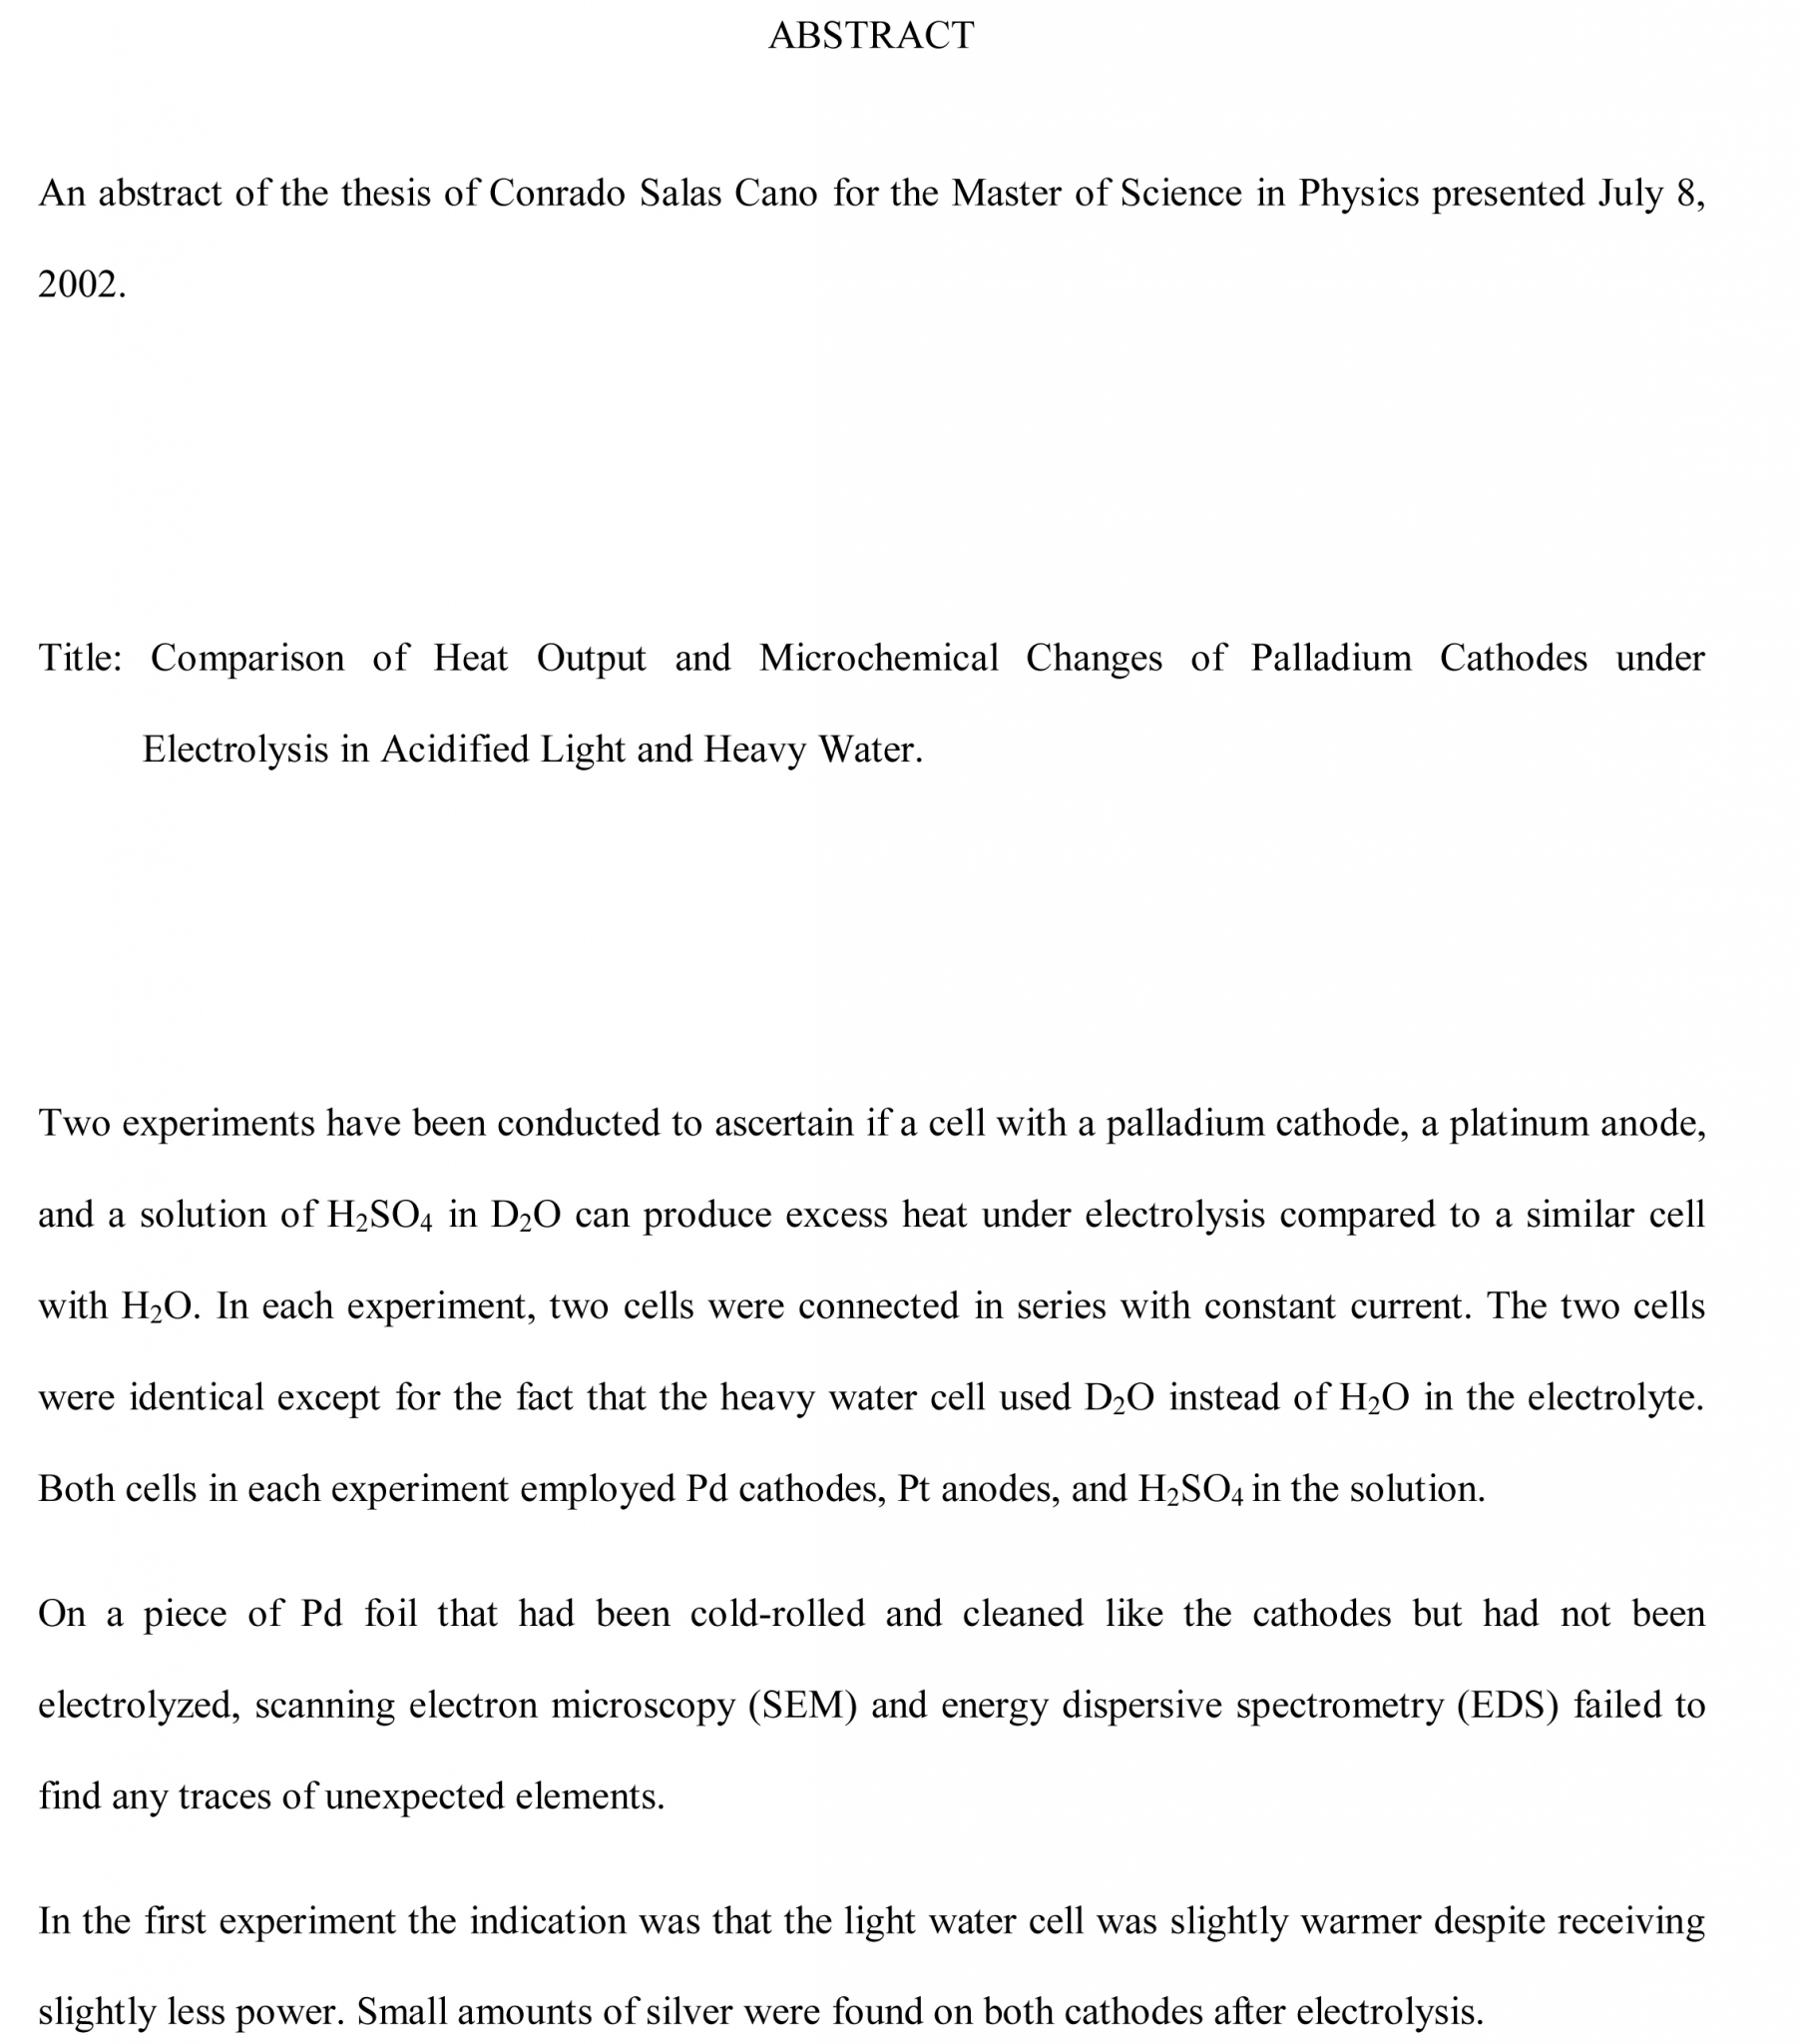 ABSTRACT
An abstract of the thesis of Conrado Salas Cano for the Master of Science in Physics presented July 8,
2002.
Title: Comparison of Heat Output and Microchemical Changes of Palladium Cathodes under
Electrolysis in Acidified Light and Heavy Water.
Two experiments have been conducted to ascertain if a cell with a palladium cathode, a platinum anode,
and a solution of H₂SO₄ in D₂O can produce excess heat under electrolysis compared to a similar cell
with H₂O. In each experiment, two cells were connected in series with constant current. The two cells
were identical except for the fact that the heavy water cell used D₂O instead of H₂O in the electrolyte.
Both cells in each experiment employed Pd cathodes, Pt anodes, and H₂SO₄ in the solution.
On a piece of Pd foil that had been cold-rolled and cleaned like the cathodes but had not been
electrolyzed, scanning electron microscopy (SEM) and energy dispersive spectrometry (EDS) failed to
find any traces of unexpected elements.
In the first experiment the indication was that the light water cell was slightly warmer despite receiving
slightly less power. Small amounts of silver were found on both cathodes after electrolysis.